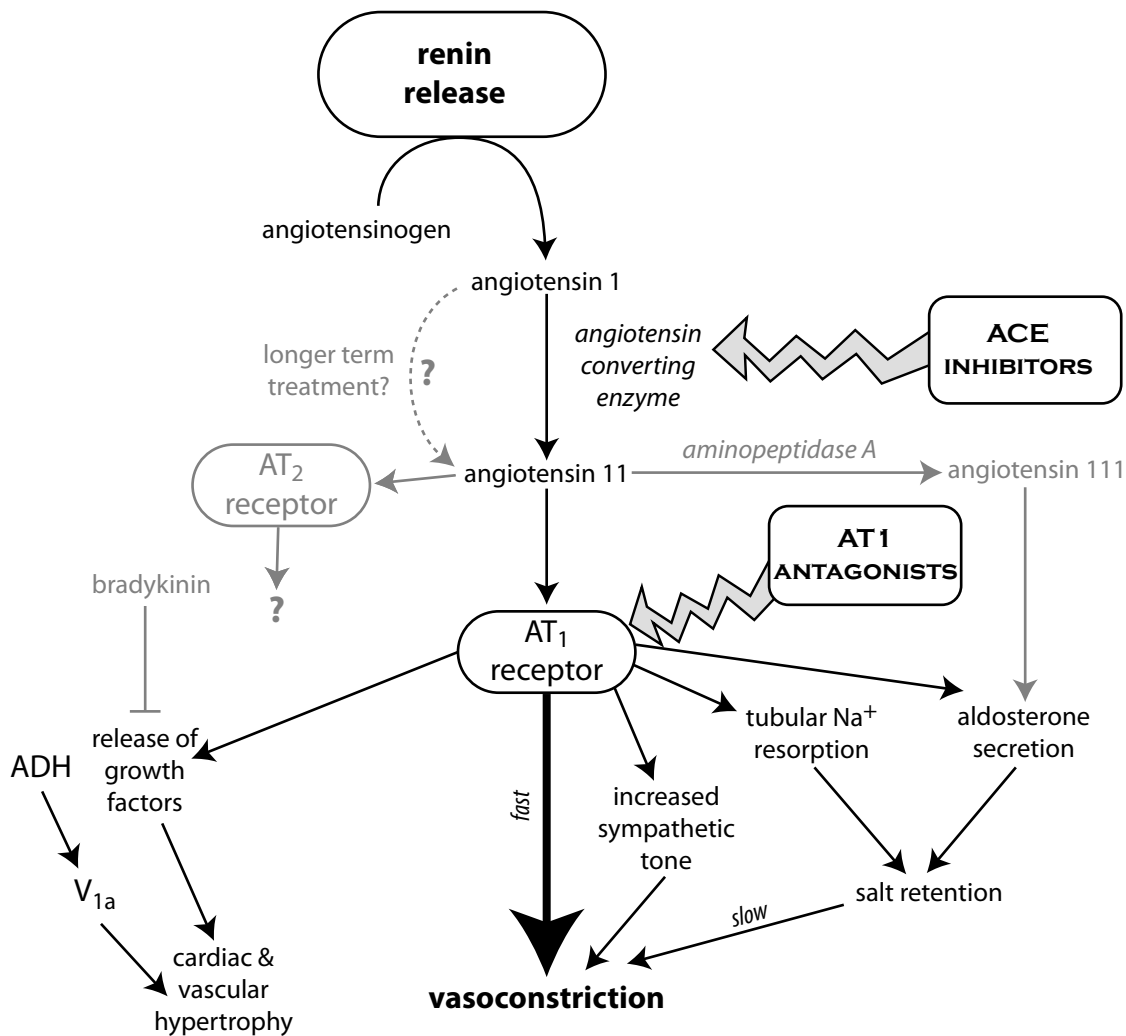 renin
release
angiotensinogen
angiotensin 1
longer term
treatment?
?
angiotensin
converting
enzyme
ACE
INHIBITORS
AT₂
receptor
angiotensin 11
aminopeptidase A
angiotensin 111
bradykinin
?
AT1
ANTAGONISTS
AT₁
receptor
ADH
release of
growth
factors
fast
increased
sympathetic
tone
tubular Na⁺
resorption
aldosterone
secretion
V₁ₐ
salt retention
slow
cardiac &
vascular
hypertrophy
vasoconstriction